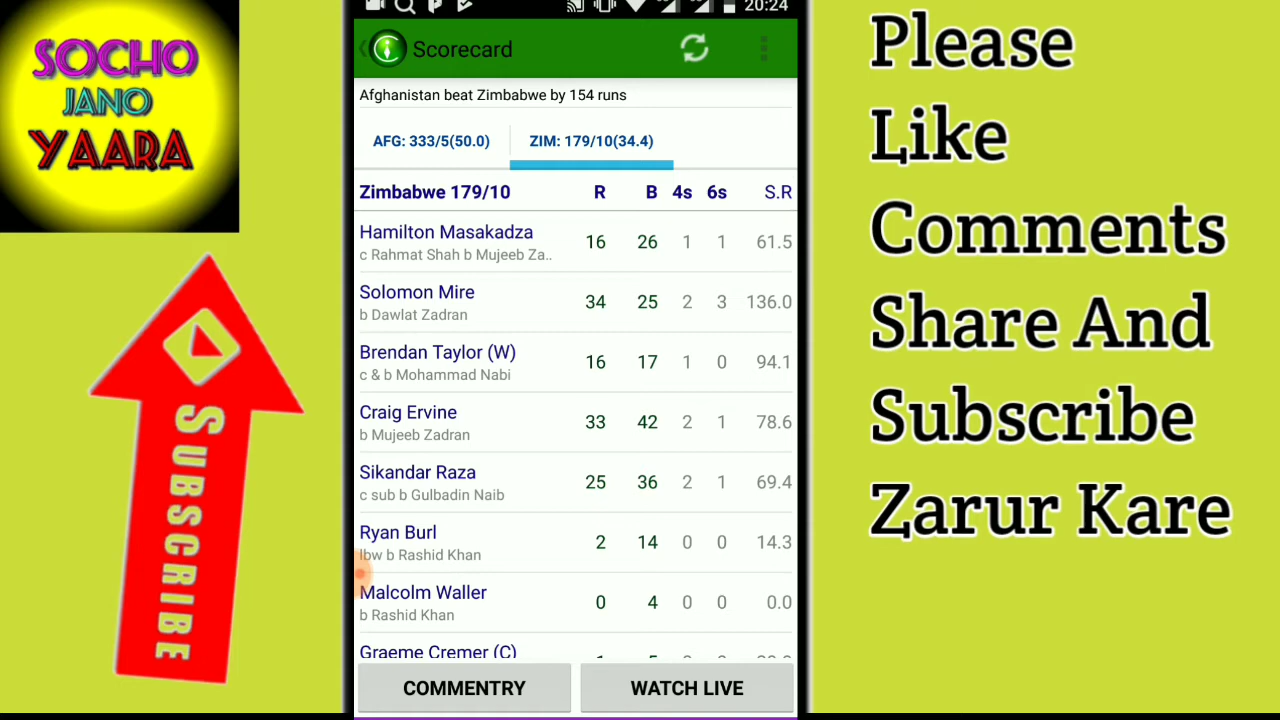 SOCHO
JANO
YAARA
SUBSCRIBE
20:24
Scorecard
Afghanistan beat Zimbabwe by 154 runs
AFG: 333/5(50.0) ZIM: 179/10(34.4)
Zimbabwe 179/10 R B 4s 6s S.R
Hamilton Masakadza 16 26 1 1 61.5
c Rahmat Shah b Mujeeb Za..
Solomon Mire 34 25 2 3 136.0
b Dawlat Zadran
Brendan Taylor (W) 16 17 1 0 94.1
c & b Mohammad Nabi
Craig Ervine 33 42 2 1 78.6
b Mujeeb Zadran
Sikandar Raza 25 36 2 1 69.4
c sub b Gulbadin Naib
Ryan Burl 2 14 0 0 14.3
lbw b Rashid Khan
Malcolm Waller 0 4 0 0 0.0
b Rashid Khan
Graeme Cremer (C)
COMMENTRY WATCH LIVE
Please
Like
Comments
Share And
Subscribe
Zarur Kare